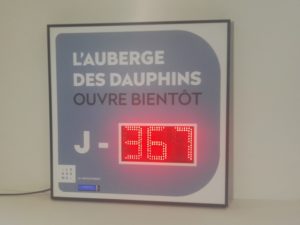 L'AUBERGE
DES DAUPHINS
OUVRE BIENTÔT
J - 367